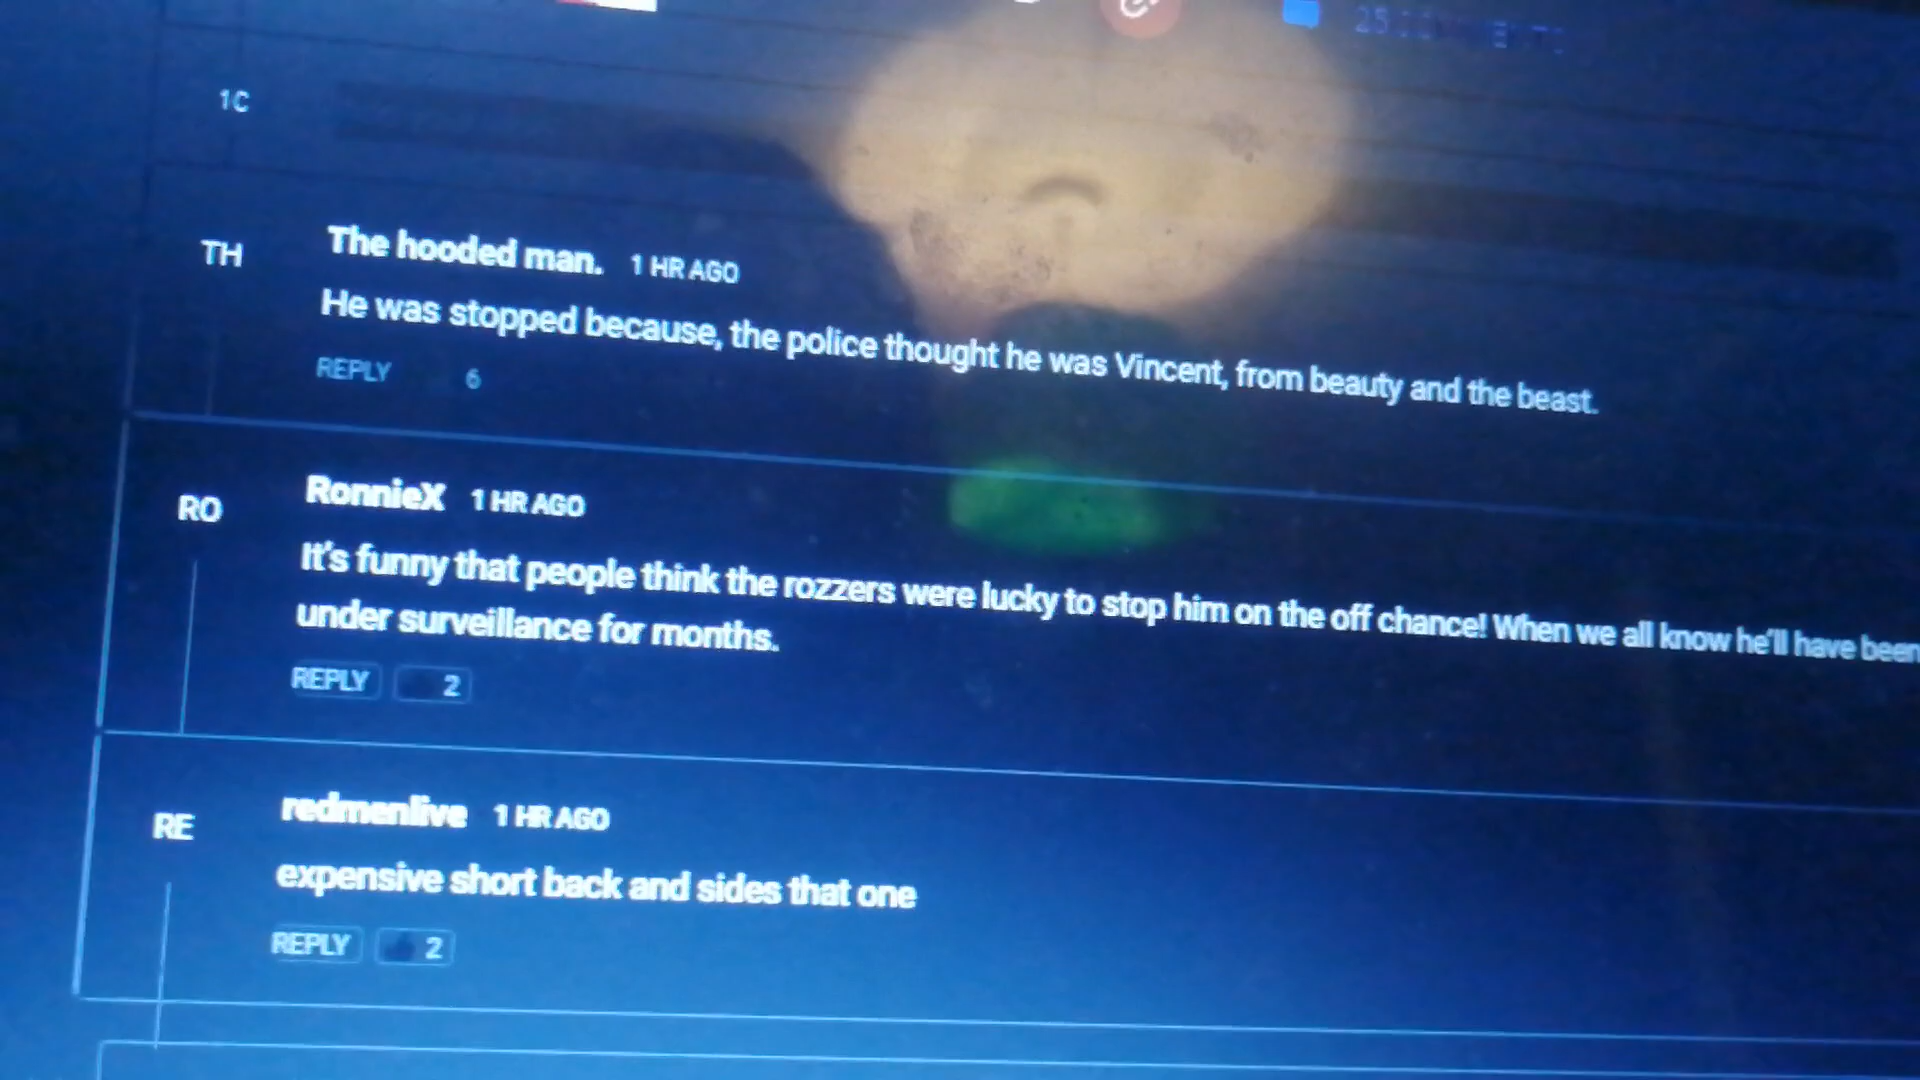 1C
TH
The hooded man. 1 HR AGO
He was stopped because, the police thought he was Vincent, from beauty and the beast.
REPLY 6
RO
RonnieX 1 HR AGO
It's funny that people think the rozzers were lucky to stop him on the off chance! When we all know he'll have been
under surveillance for months.
REPLY 2
RE
redmenlive 1 HR AGO
expensive short back and sides that one
REPLY 2